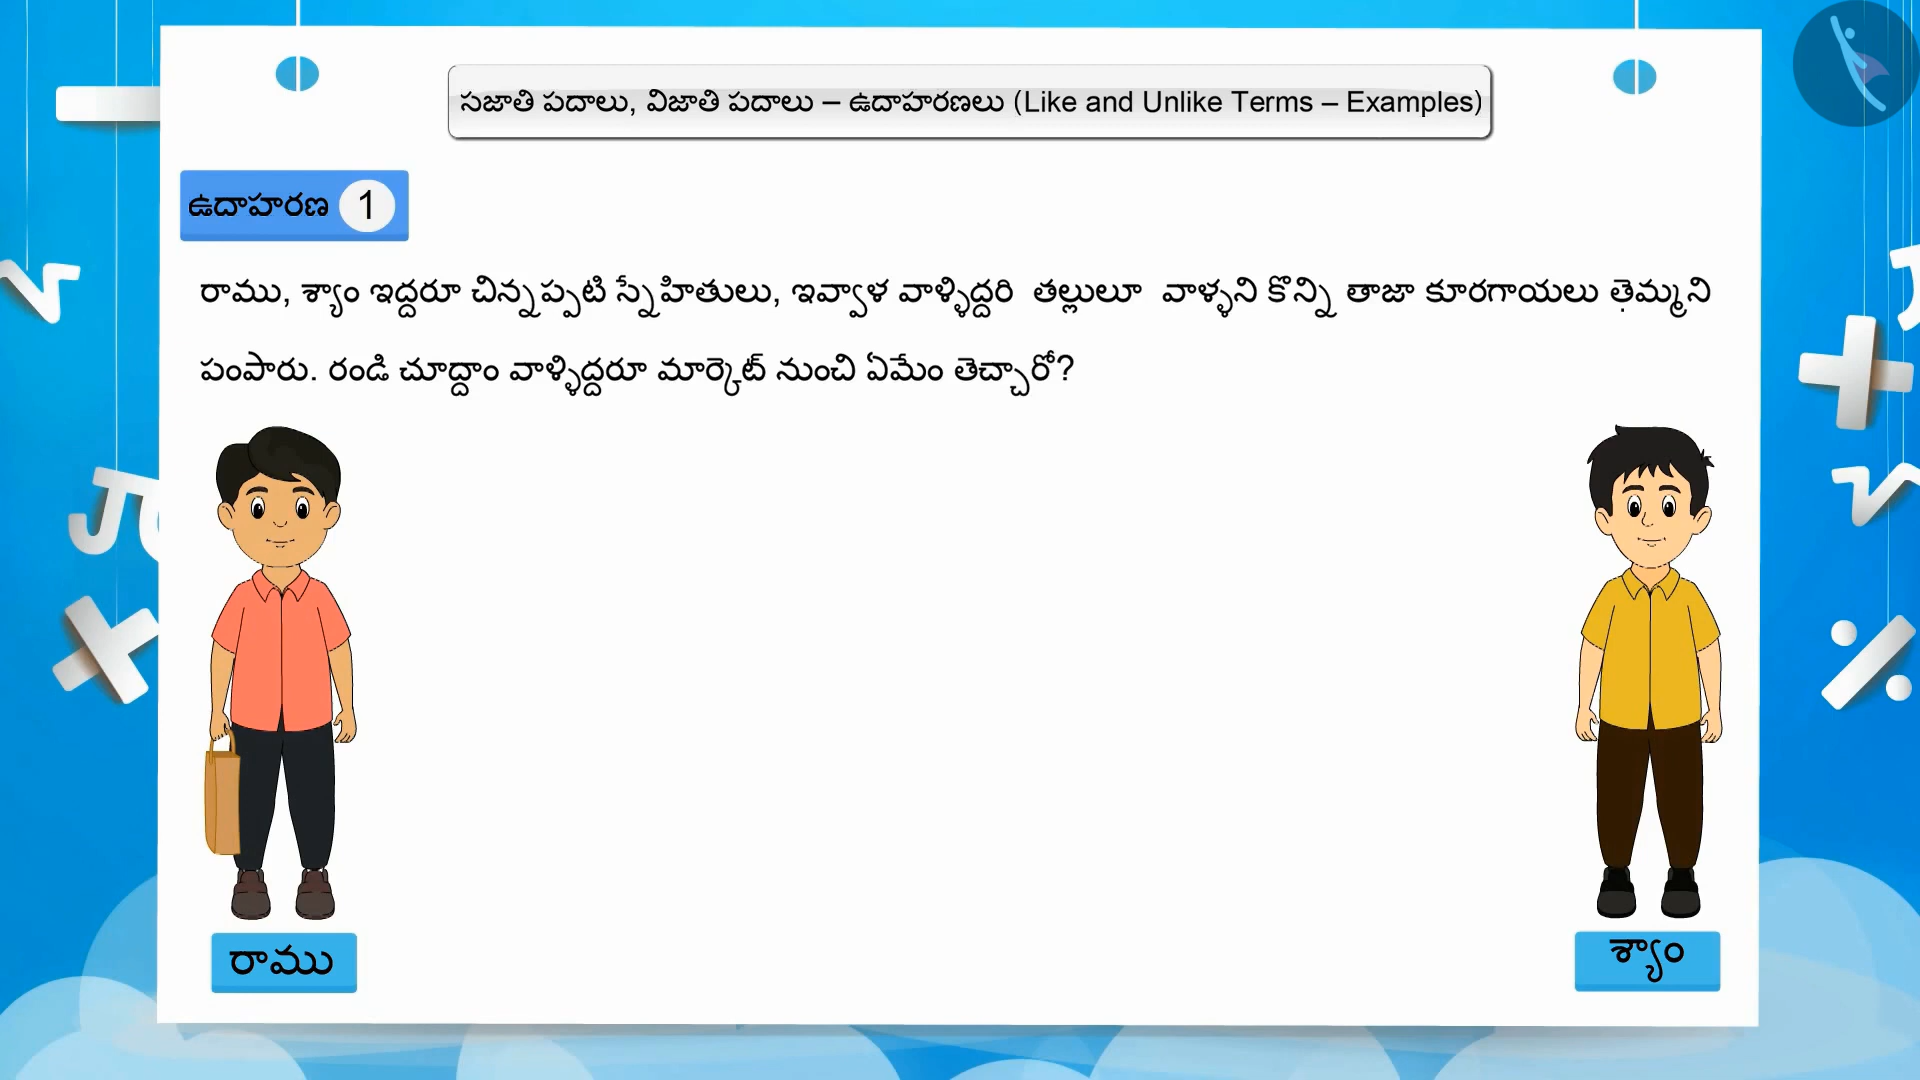 సజాతి పదాలు, విజాతి పదాలు – ఉదాహరణలు (Like and Unlike Terms – Examples)
ఉదాహరణ 1
రాము, శ్యాం ఇద్దరూ చిన్నప్పటి స్నేహితులు, ఇవ్వాళ వాళ్ళిద్దరి తల్లులూ వాళ్ళని కొన్ని తాజా కూరగాయలు తెమ్మని
పంపారు. రండి చూద్దాం వాళ్ళిద్దరూ మార్కెట్ నుంచి ఏమేం తెచ్చారో?
రాము
శ్యాం